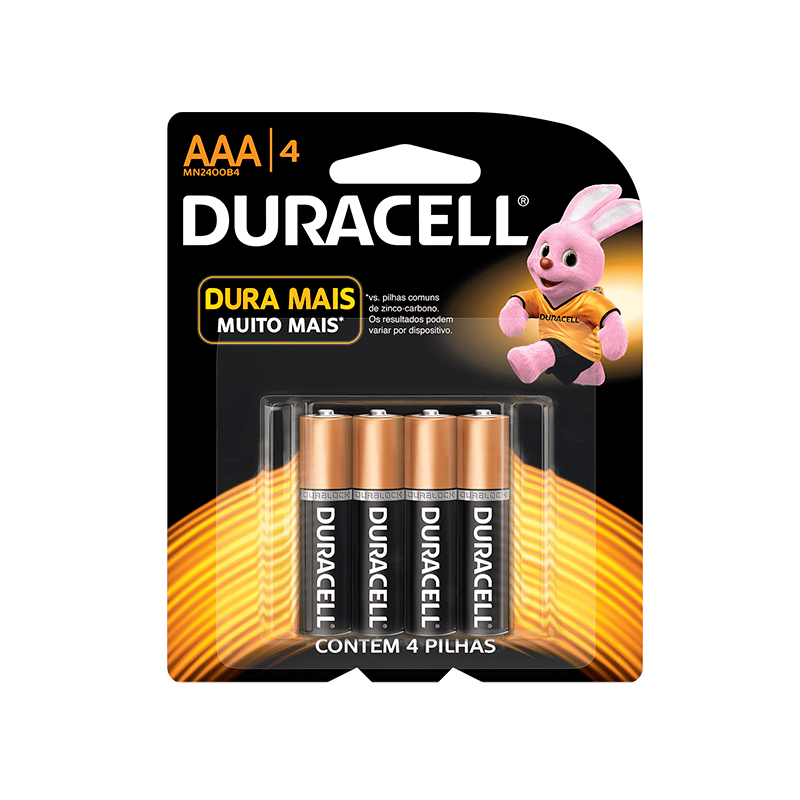 AAA | 4
MN2400B4
DURACELL®
DURA MAIS
MUITO MAIS*
*vs. pilhas comuns
de zinco-carbono.
Os resultados podem
variar por dispositivo.
DURACELL
DURALOCK DURALOCK DURALOCK DURALOCK
DURACELL® DURACELL® DURACELL® DURACELL®
CONTÉM 4 PILHAS